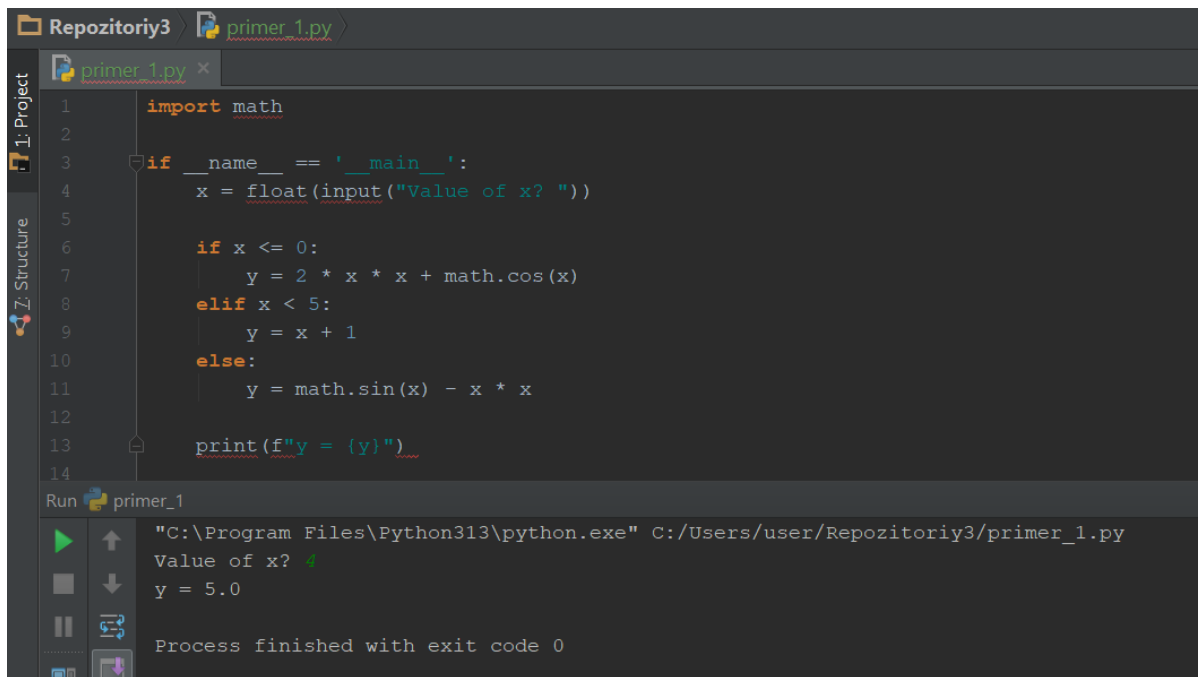 Repozitoriy3 primer_1.py
primer_1.py ×
1: Project
Z: Structure
1 import math
2
3 if __name__ == '__main__':
4     x = float(input("Value of x? "))
5
6     if x <= 0:
7         y = 2 * x * x + math.cos(x)
8     elif x < 5:
9         y = x + 1
10     else:
11         y = math.sin(x) - x * x
12
13     print(f"y = {y}")
14
Run primer_1
"C:\Program Files\Python313\python.exe" C:/Users/user/Repozitoriy3/primer_1.py
Value of x? 4
y = 5.0
Process finished with exit code 0